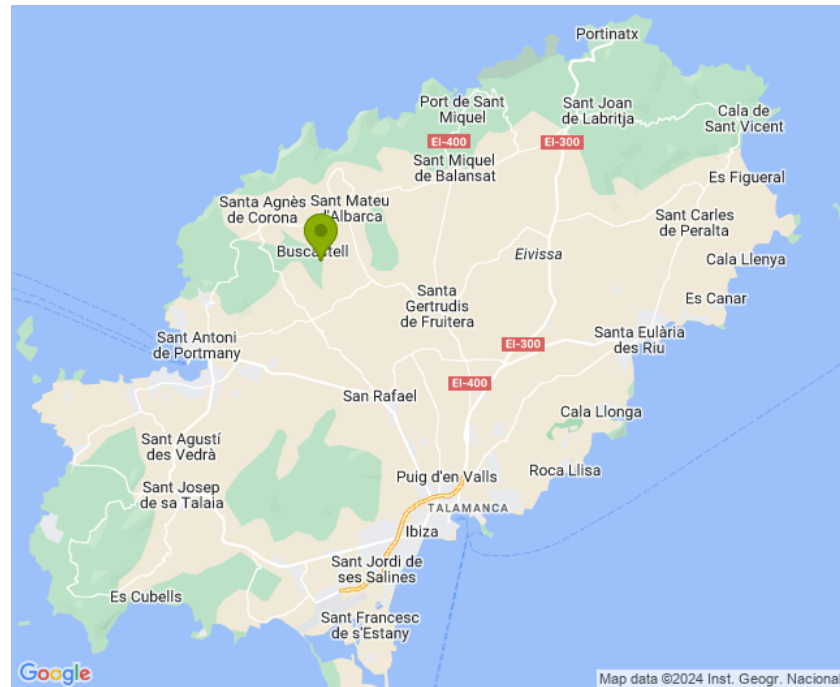 Portinatx
Port de Sant
Miquel
Sant Joan
de Labritja
Cala de
Sant Vicent
EI-400
EI-300
Sant Miquel
de Balansat
Es Figueral
Santa Agnès
de Corona
Sant Mateu
d'Albarca
Sant Carles
de Peralta
Buscastell
Eivissa
Cala Llenya
Santa
Gertrudis
de Fruitera
Es Canar
Sant Antoni
de Portmany
Santa Eulària
des Riu
EI-300
EI-400
San Rafael
Cala Llonga
Sant Agustí
des Vedrà
Roca Llisa
Puig d'en Valls
Sant Josep
de sa Talaia
TALAMANCA
Ibiza
Sant Jordi de
ses Salines
Es Cubells
Sant Francesc
de s'Estany
Google
Map data ©2024 Inst. Geogr. Nacional